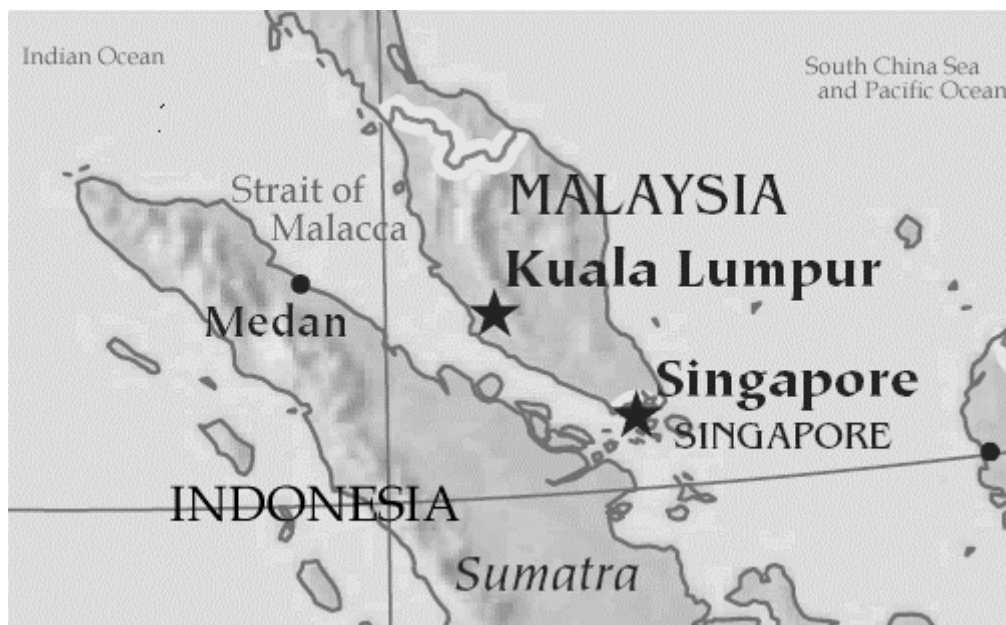 Indian Ocean
South China Sea
and Pacific Ocean
Strait of
Malacca
MALAYSIA
Kuala Lumpur
Medan
Singapore
SINGAPORE
INDONESIA
Sumatra